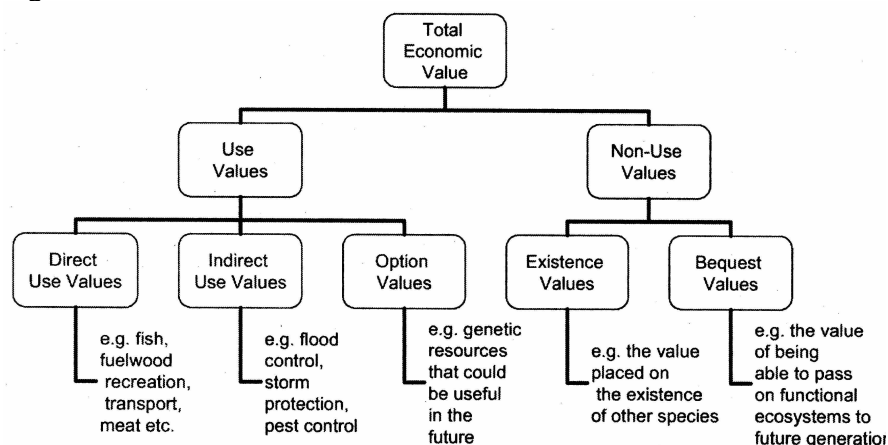 Total
Economic
Value
Use
Values
Non-Use
Values
Direct
Use Values
Indirect
Use Values
Option
Values
Existence
Values
Bequest
Values
e.g. fish,
fuelwood
recreation,
transport,
meat etc.
e.g. flood
control,
storm
protection,
pest control
e.g. genetic
resources
that could
be useful
in the
future
e.g. the value
placed on
the existence
of other species
e.g. the value
of being
able to pass
on functional
ecosystems to
future generation